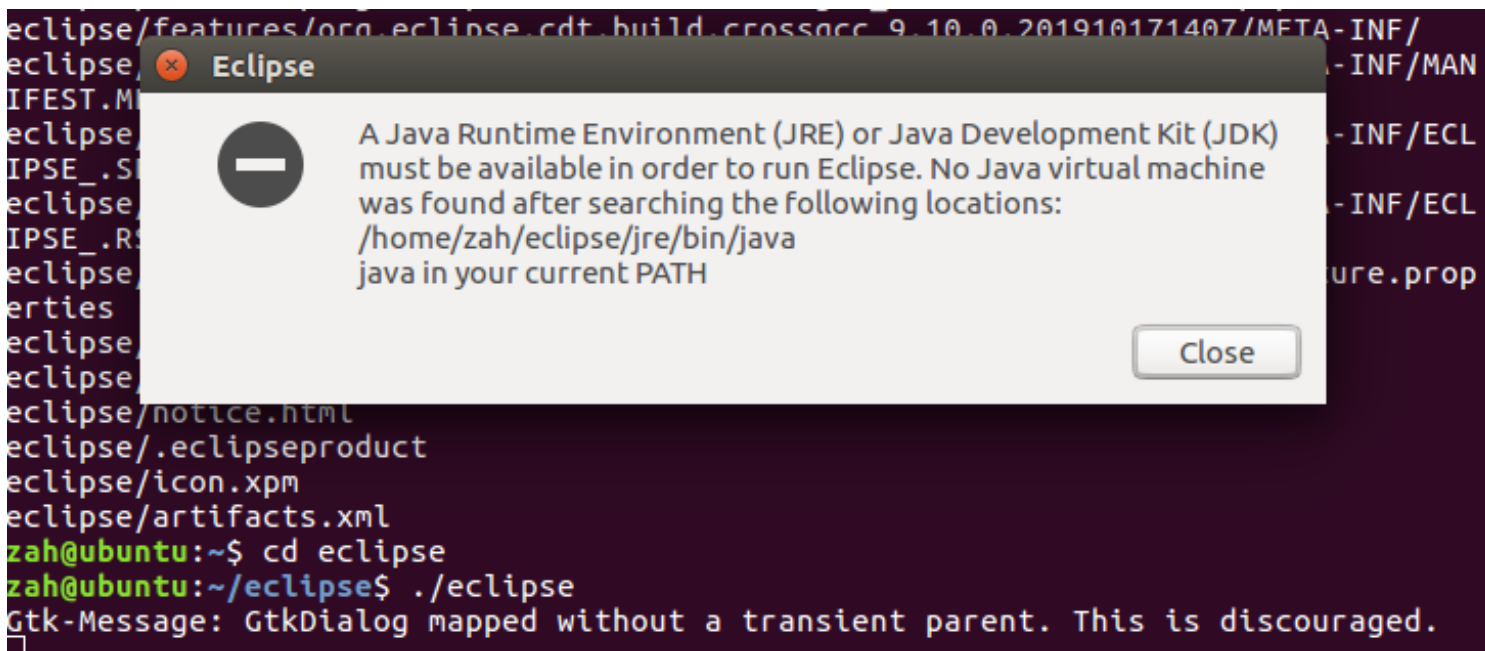 eclipse/features/org.eclipse.cdt.build.crossgcc_9.10.0.201910171407/META-INF/
eclipse/
-INF/MAN
IFEST.M
eclipse/
-INF/ECL
IPSE_.S
eclipse/
-INF/ECL
IPSE_.RS
eclipse/
ure.prop
erties
eclipse/
eclipse/
Eclipse
A Java Runtime Environment (JRE) or Java Development Kit (JDK)
must be available in order to run Eclipse. No Java virtual machine
was found after searching the following locations:
/home/zah/eclipse/jre/bin/java
java in your current PATH
Close
eclipse/notice.html
eclipse/.eclipseproduct
eclipse/icon.xpm
eclipse/artifacts.xml
zah@ubuntu:~$ cd eclipse
zah@ubuntu:~/eclipse$ ./eclipse
Gtk-Message: GtkDialog mapped without a transient parent. This is discouraged.